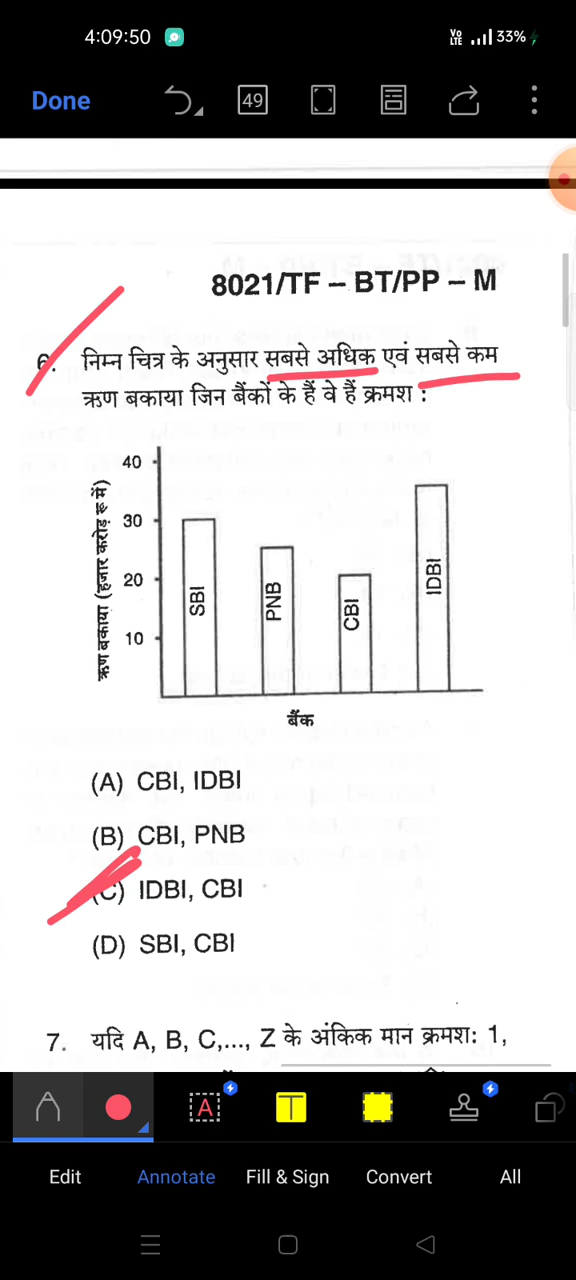 4:09:50
Vo
LTE
33%
Done
49
8021/TF – BT/PP – M
6. निम्न चित्र के अनुसार सबसे अधिक एवं सबसे कम
ऋण बकाया जिन बैंकों के हैं वे हैं क्रमश :
ऋण बकाया (हजार करोड़ रू में)
40
30
20
10
SBI
PNB
CBI
IDBI
बैंक
(A) CBI, IDBI
(B) CBI, PNB
(C) IDBI, CBI
(D) SBI, CBI
7. यदि A, B, C,..., Z के अंकिक मान क्रमश: 1,
A
T
Edit
Annotate
Fill & Sign
Convert
All